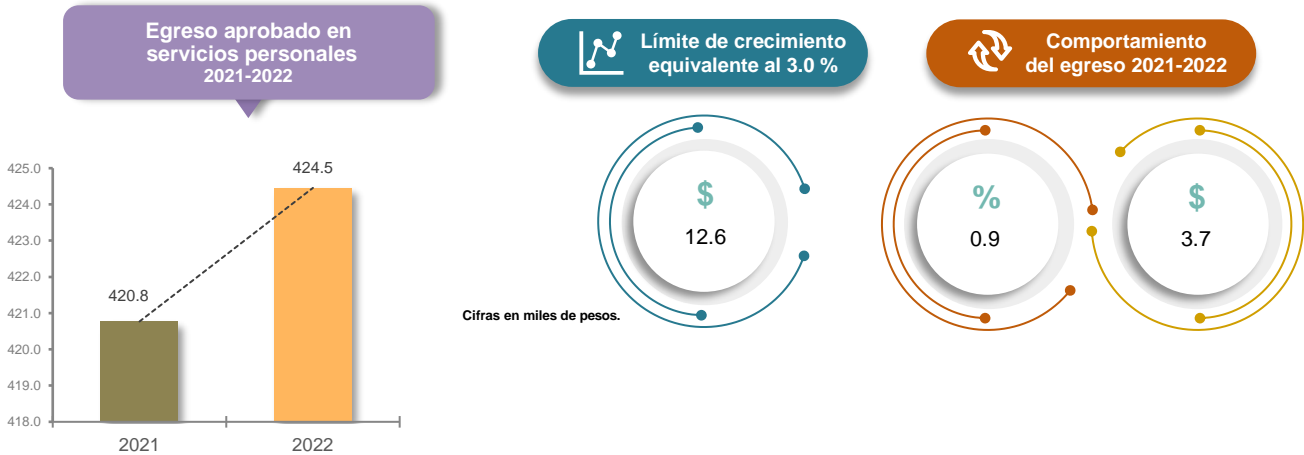 Egreso aprobado en
servicios personales
2021-2022
Límite de crecimiento
equivalente al 3.0 %
Comportamiento
del egreso 2021-2022
425.0
424.0
423.0
422.0
421.0
420.0
419.0
418.0
420.8
424.5
2021
2022
$
12.6
%
0.9
$
3.7
Cifras en miles de pesos.